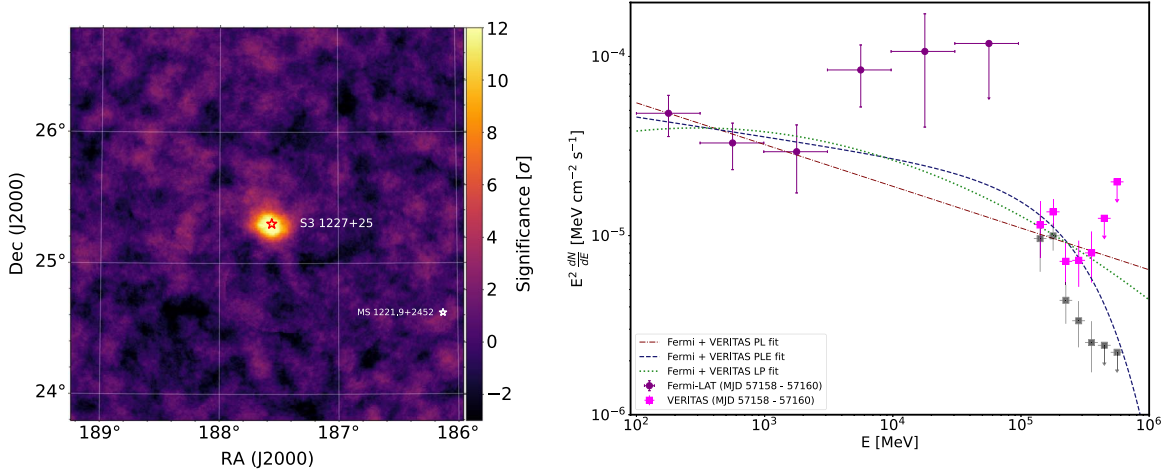 12
10
8
6
4
2
0
−2
Significance [σ]
26°
25°
24°
Dec (J2000)
S3 1227+25
MS 1221.9+2452
189°
188°
187°
186°
RA (J2000)
10⁻⁴
10⁻⁵
10⁻⁶
E² dN/dE [MeV cm⁻² s⁻¹]
Fermi + VERITAS PL fit
Fermi + VERITAS PLE fit
Fermi + VERITAS LP fit
Fermi-LAT (MJD 57158 - 57160)
VERITAS (MJD 57158 - 57160)
10²
10³
10⁴
10⁵
10⁶
E [MeV]